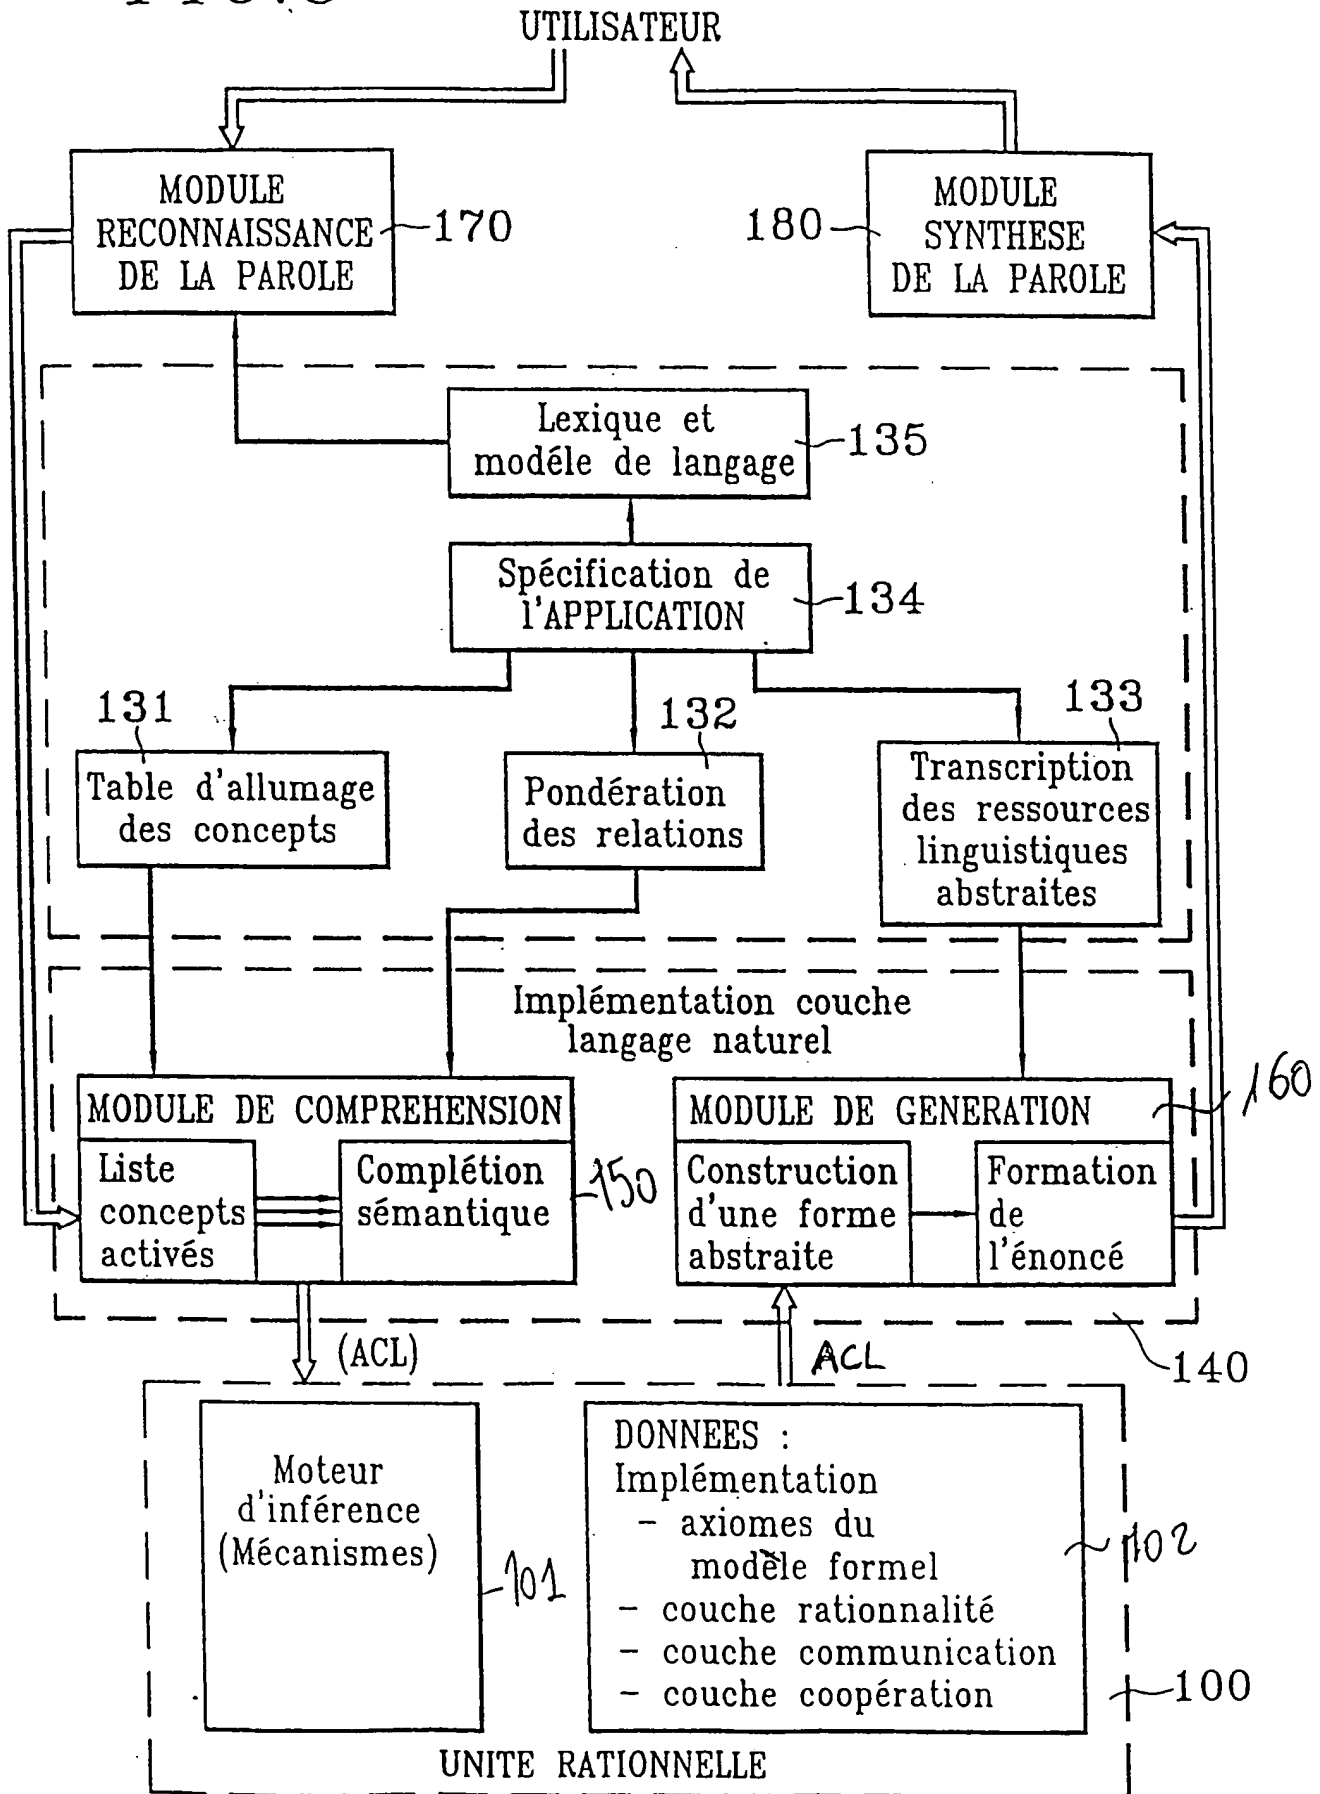 UTILISATEUR
MODULE
RECONNAISSANCE
DE LA PAROLE
170
180
MODULE
SYNTHESE
DE LA PAROLE
Lexique et
modéle de langage
135
Spécification de
l'APPLICATION
134
131
Table d'allumage
des concepts
132
Pondération
des relations
133
Transcription
des ressources
linguistiques
abstraites
Implémentation couche
langage naturel
MODULE DE COMPREHENSION
Liste
concepts
activés
Complétion
sémantique
150
MODULE DE GENERATION
160
Construction
d'une forme
abstraite
Formation
de
l'énoncé
(ACL)
ACL
140
Moteur
d'inférence
(Mécanismes)
101
DONNEES :
Implémentation
- axiomes du
modèle formel
- couche rationnalité
- couche communication
- couche coopération
102
100
UNITE RATIONNELLE